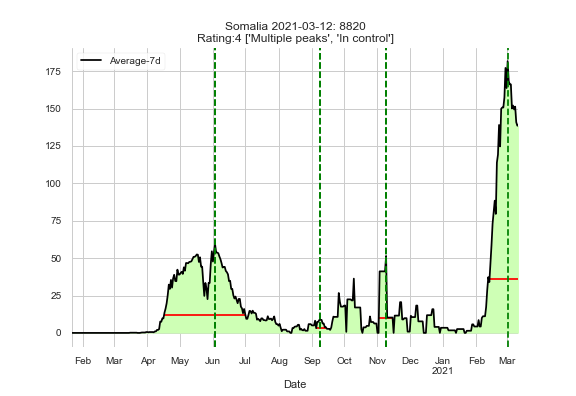 Somalia 2021-03-12: 8820
Rating:4 ['Multiple peaks', 'In control']
Average-7d
175
150
125
100
75
50
25
0
Feb Mar Apr May Jun Jul Aug Sep Oct Nov Dec Jan Feb Mar
2021
Date